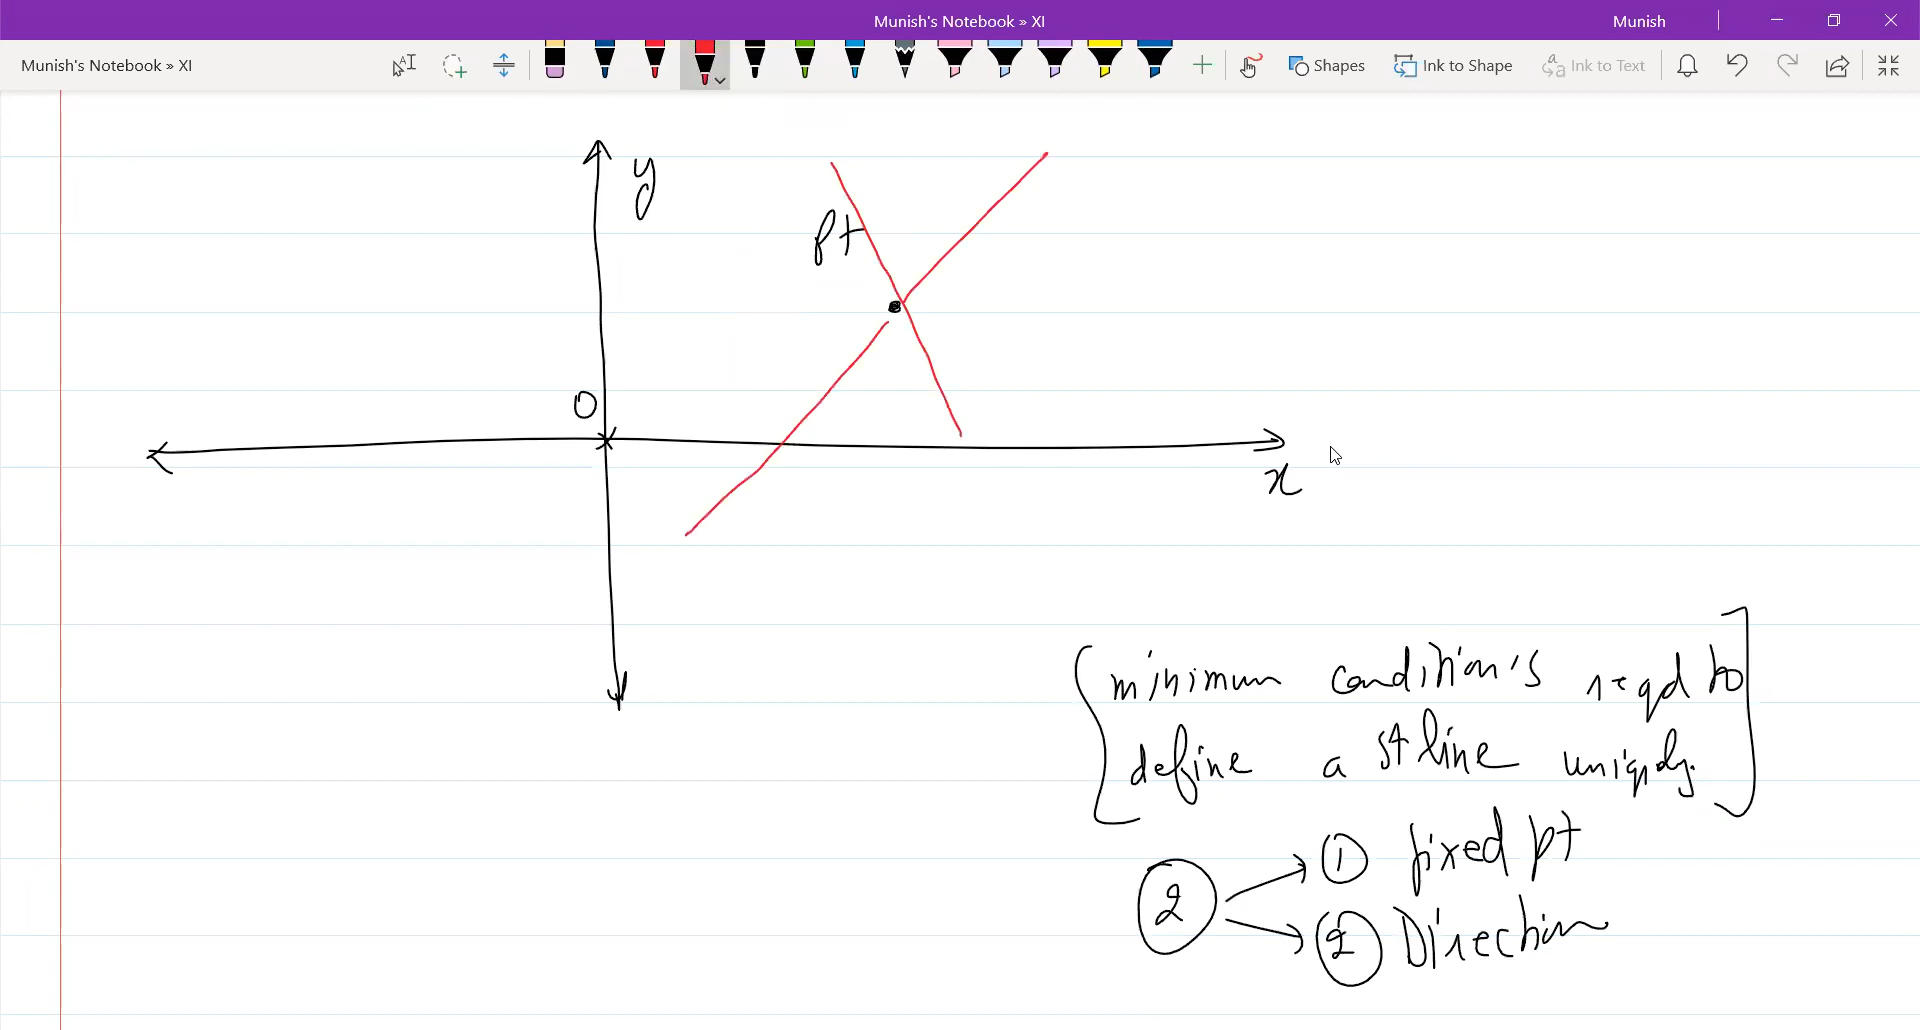 Munish's Notebook » XI
Munish
Munish's Notebook » XI
Shapes
Ink to Shape
Ink to Text
y
pt
O
x
minimum condition's reqd to
define a st line uniqely.
2
① fixed pt
② Direction